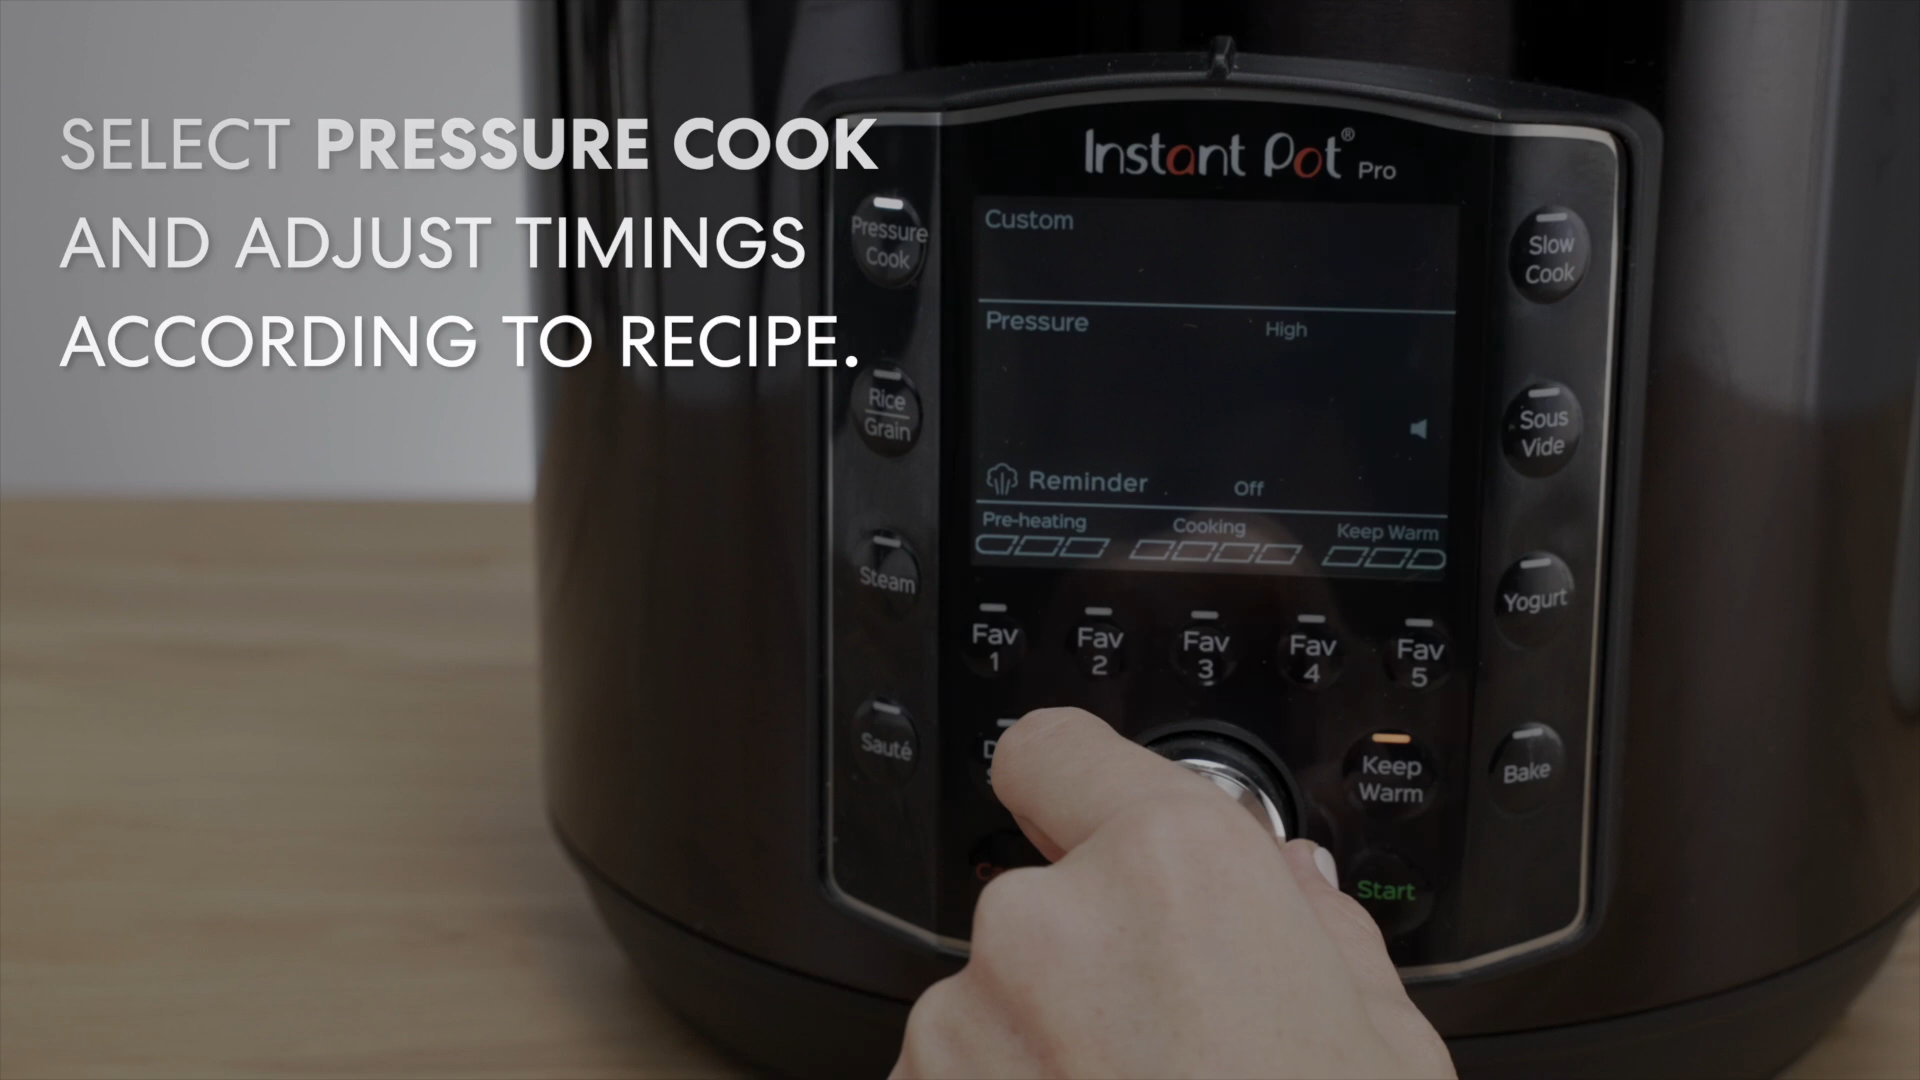 SELECT PRESSURE COOK
AND ADJUST TIMINGS
ACCORDING TO RECIPE.
Instant Pot® Pro
Custom
Pressure High
Reminder Off
Pre-heating Cooking Keep Warm
Pressure
Cook
Rice
Grain
Steam
Sauté
Fav
1
Fav
2
Fav
3
Fav
4
Fav
5
Keep
Warm
Start
Slow
Cook
Sous
Vide
Yogurt
Bake